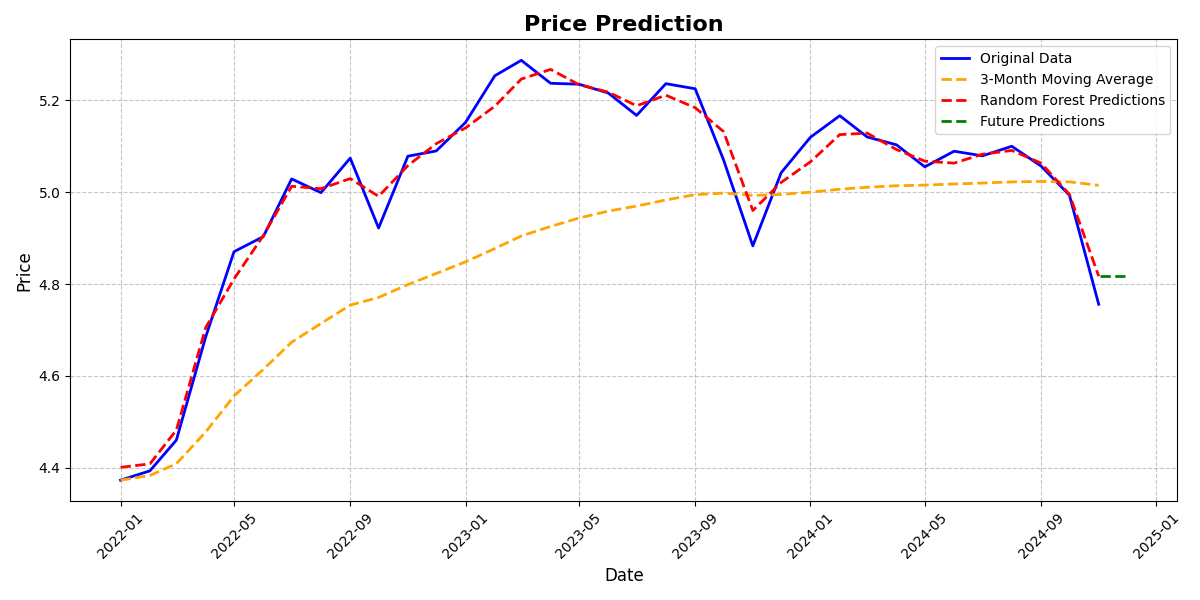 Price Prediction
Original Data
3-Month Moving Average
Random Forest Predictions
Future Predictions
Price
5.2
5.0
4.8
4.6
4.4
2022-01
2022-05
2022-09
2023-01
2023-05
2023-09
2024-01
2024-05
2024-09
2025-01
Date